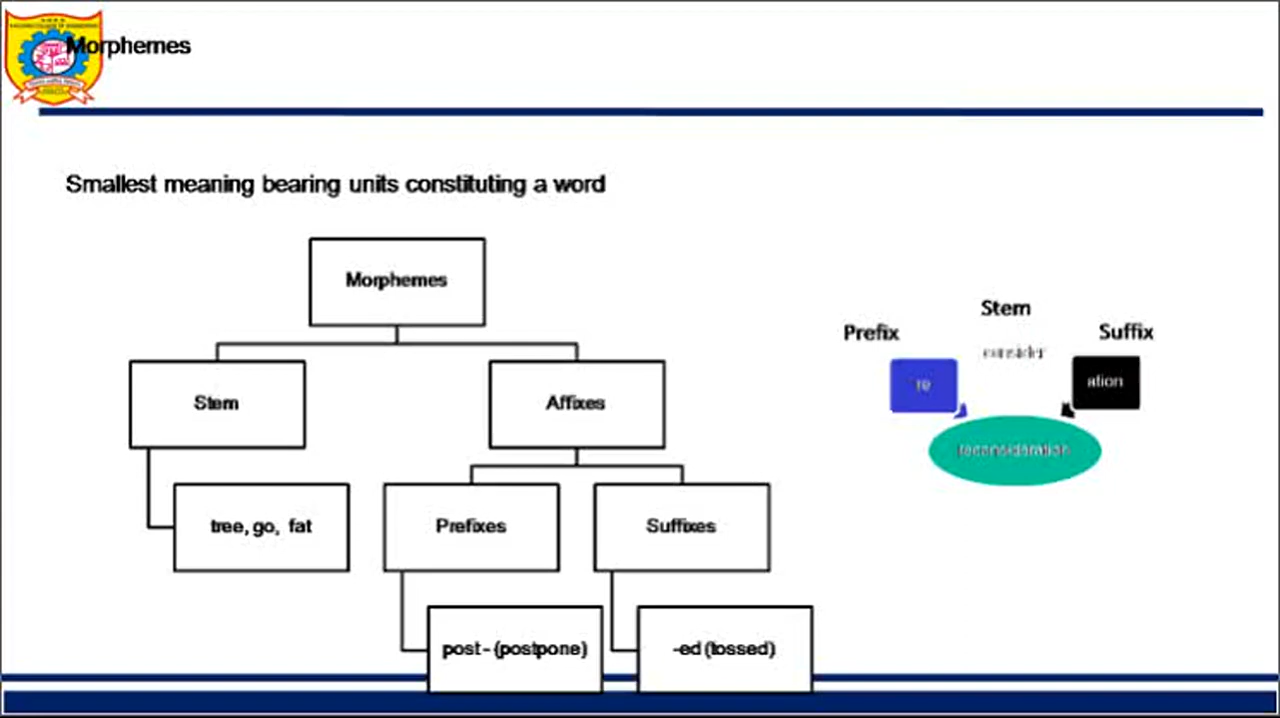 Morphemes
Smallest meaning bearing units constituting a word
Morphemes
Stem
Affixes
tree, go, fat
Prefixes
Suffixes
post - (postpone)
-ed (tossed)
Stem
Prefix
Suffix
consider
re
ation
reconsideration